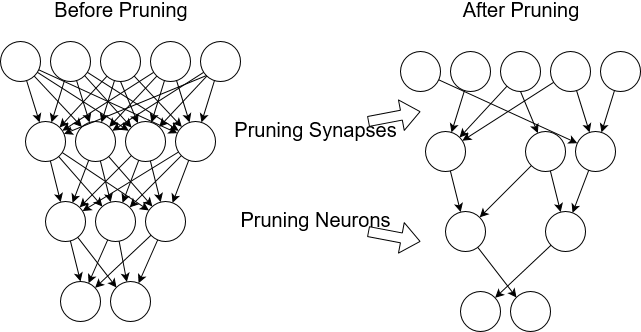 Before Pruning
After Pruning
Pruning Synapses
Pruning Neurons